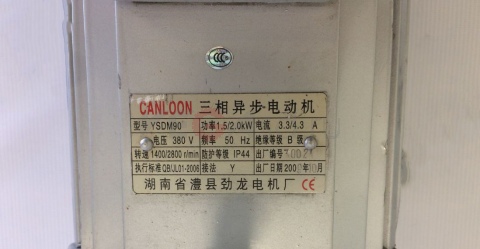 CANLOON 三相异步电动机
型号 YSDM90 功率1.5/2.0kW 电流 3.3/4.3 A
电压 380 V 频率 50 Hz 绝缘等级 B 级
转速 1400/2800 r/min 防护等级 IP44 出厂编号
执行标准 接法 Y 出厂日期 200 月
湖南省澧县劲龙电机厂 CE